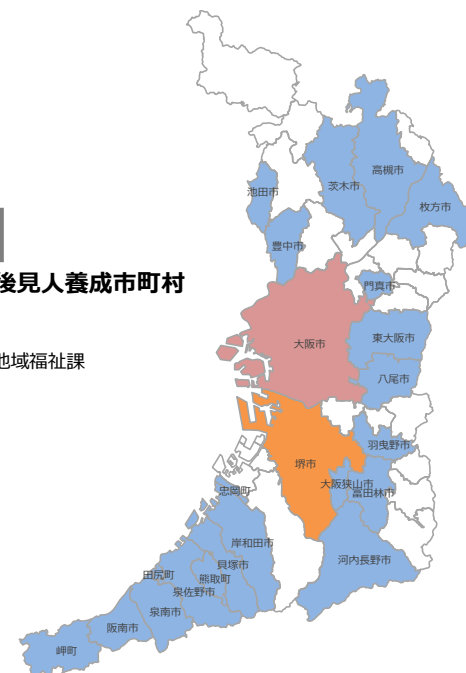 高槻市
茨木市
池田市
枚方市
豊中市
後見人養成市町村
門真市
東大阪市
大阪市
地域福祉課
八尾市
羽曳野市
堺市
大阪狭山市
富田林市
忠岡町
岸和田市
河内長野市
貝塚市
田尻町
熊取町
泉佐野市
泉南市
阪南市
岬町